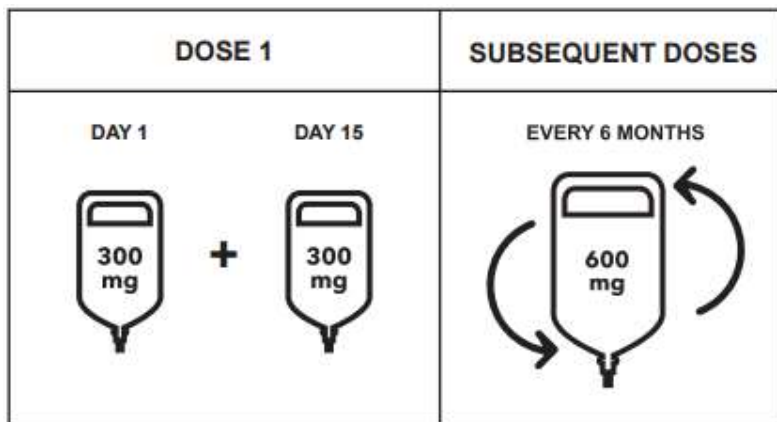 DOSE 1
SUBSEQUENT DOSES
DAY 1
DAY 15
EVERY 6 MONTHS
300
mg
+
300
mg
600
mg